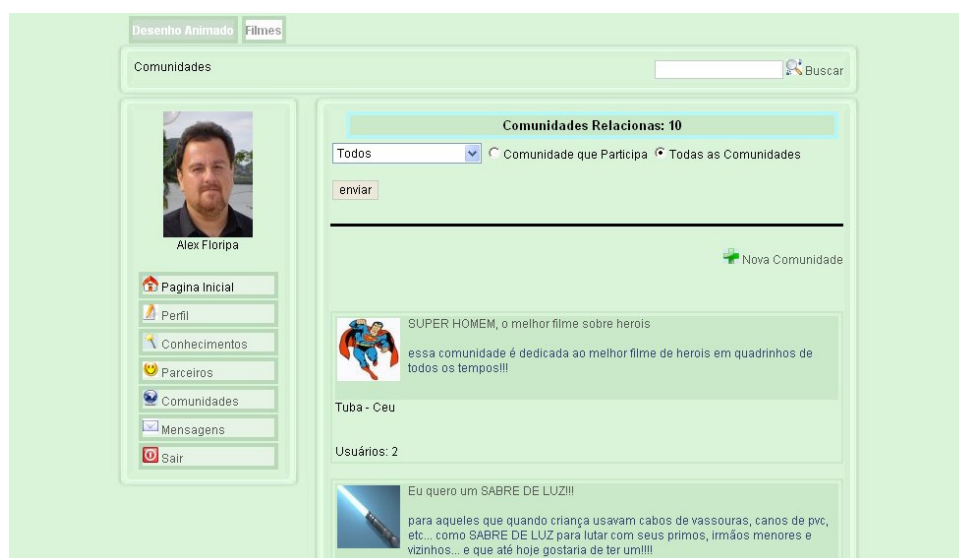 Desenho Animado Filmes
Comunidades
Buscar
Comunidades Relacionas: 10
Todos Comunidade que Participa Todas as Comunidades
enviar
Nova Comunidade
Alex Floripa
Pagina Inicial
Perfil
Conhecimentos
Parceiros
Comunidades
Mensagens
Sair
SUPER HOMEM, o melhor filme sobre herois
essa comunidade é dedicada ao melhor filme de herois em quadrinhos de
todos os tempos!!!
Tuba - Ceu
Usuários: 2
Eu quero um SABRE DE LUZ!!!
para aqueles que quando criança usavam cabos de vassouras, canos de pvc,
etc... como SABRE DE LUZ para lutar com seus primos, irmãos menores e
vizinhos... e que até hoje gostaria de ter um!!!!